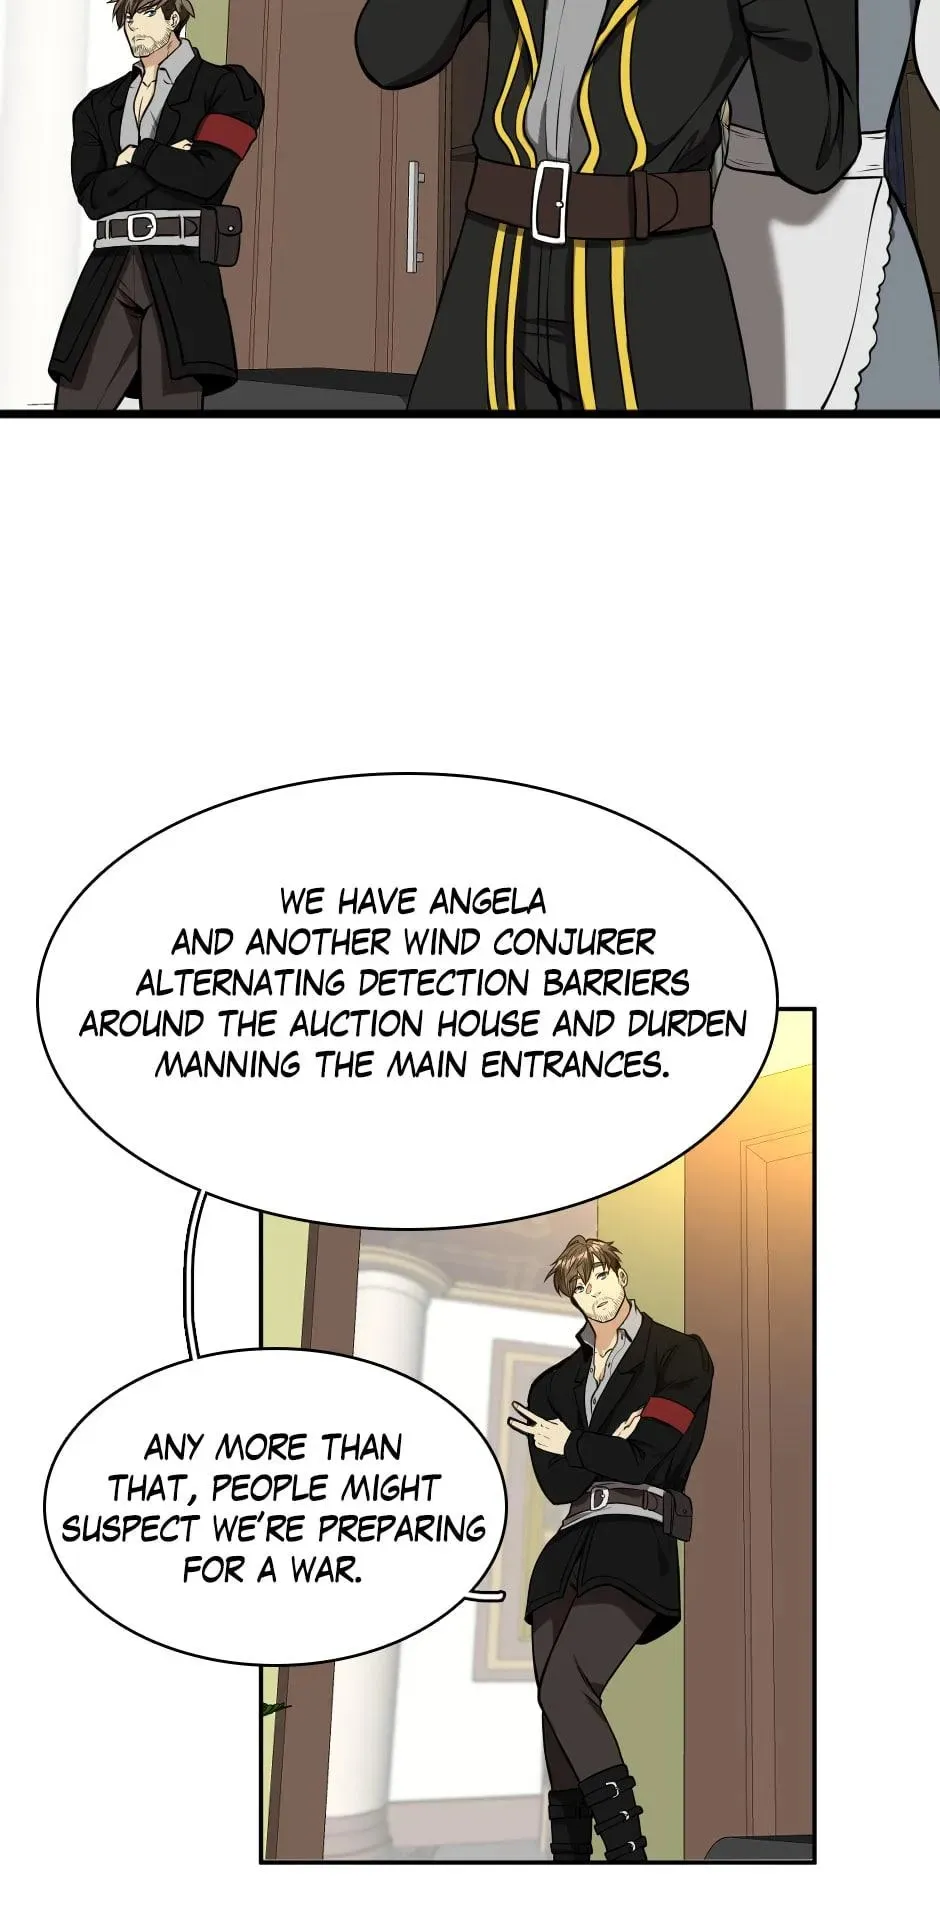 WE HAVE ANGELA
AND ANOTHER WIND CONJURER
ALTERNATING DETECTION BARRIERS
AROUND THE AUCTION HOUSE AND DURDEN
MANNING THE MAIN ENTRANCES.
ANY MORE THAN
THAT, PEOPLE MIGHT
SUSPECT WE'RE PREPARING
FOR A WAR.